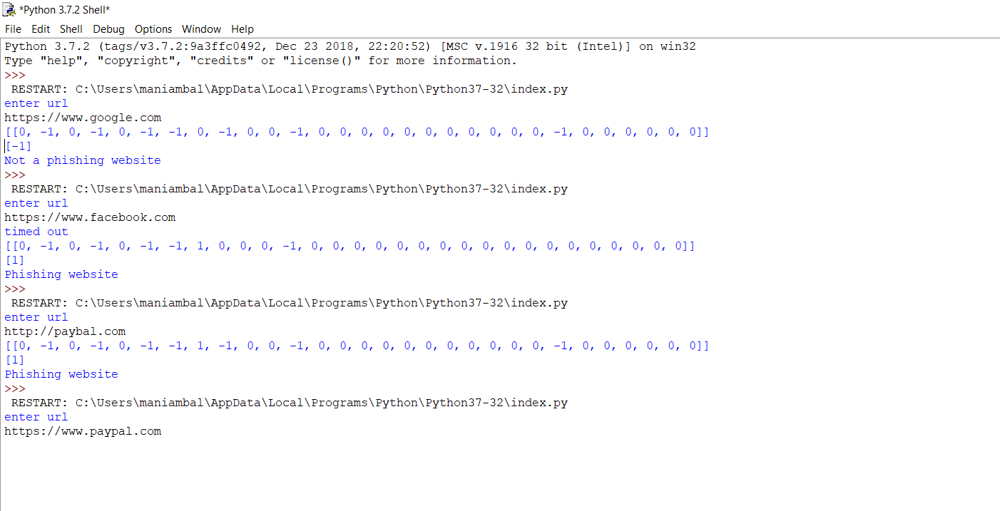 *Python 3.7.2 Shell*
File Edit Shell Debug Options Window Help
Python 3.7.2 (tags/v3.7.2:9a3ffc0492, Dec 23 2018, 22:20:52) [MSC v.1916 32 bit (Intel)] on win32
Type "help", "copyright", "credits" or "license()" for more information.
>>>
 RESTART: C:\Users\maniambal\AppData\Local\Programs\Python\Python37-32\index.py
enter url
https://www.google.com
[[0, -1, 0, -1, 0, -1, -1, 0, -1, 0, 0, -1, 0, 0, 0, 0, 0, 0, 0, 0, 0, 0, 0, -1, 0, 0, 0, 0, 0, 0]]
[-1]
Not a phishing website
>>>
 RESTART: C:\Users\maniambal\AppData\Local\Programs\Python\Python37-32\index.py
enter url
https://www.facebook.com
timed out
[[0, -1, 0, -1, 0, -1, -1, 1, 0, 0, 0, -1, 0, 0, 0, 0, 0, 0, 0, 0, 0, 0, 0, 0, 0, 0, 0, 0, 0, 0]]
[1]
Phishing website
>>>
 RESTART: C:\Users\maniambal\AppData\Local\Programs\Python\Python37-32\index.py
enter url
http://paybal.com
[[0, -1, 0, -1, 0, -1, -1, 1, -1, 0, 0, -1, 0, 0, 0, 0, 0, 0, 0, 0, 0, 0, 0, -1, 0, 0, 0, 0, 0, 0]]
[1]
Phishing website
>>>
 RESTART: C:\Users\maniambal\AppData\Local\Programs\Python\Python37-32\index.py
enter url
https://www.paypal.com